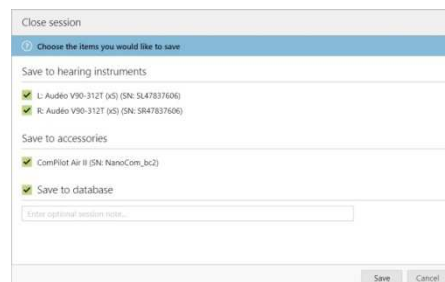 Close session
Choose the items you would like to save
Save to hearing instruments
L: Audéo V90-312T (xS) (SN: SL47837606)
R: Audéo V90-312T (xS) (SN: SR47837606)
Save to accessories
ComPilot Air II (SN: NanoCom_bc2)
Save to database
Enter optional session note...
Save Cancel